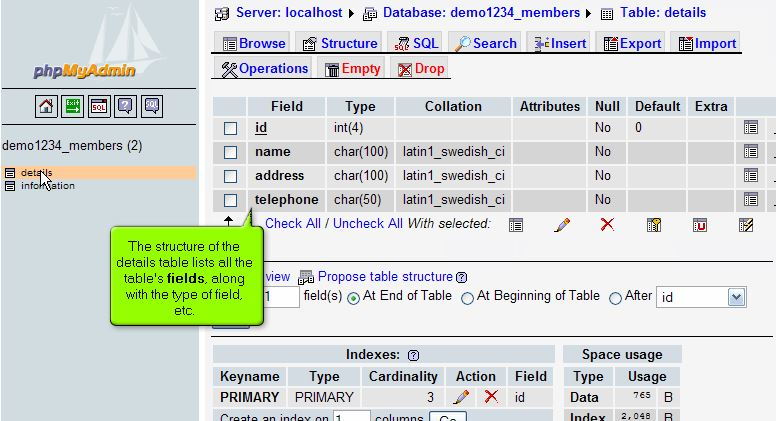 phpMyAdmin
Exit
SQL
?
SQL
demo1234_members (2)
details
information
Server: localhost Database: demo1234_members Table: details
Browse Structure SQL Search Insert Export Import
Operations Empty Drop
Field Type Collation Attributes Null Default Extra
id int(4) No 0
name char(100) latin1_swedish_ci No
address char(100) latin1_swedish_ci No
telephone char(50) latin1_swedish_ci No
Check All / Uncheck All With selected:
The structure of the
details table lists all the
table's fields, along
with the type of field,
etc.
view Propose table structure ?
1 field(s) At End of Table At Beginning of Table After id
Indexes: ?
Keyname Type Cardinality Action Field
PRIMARY PRIMARY 3 id
Create an index on 1 columns Go
Space usage
Type Usage
Data 765 B
Index 2,048 B